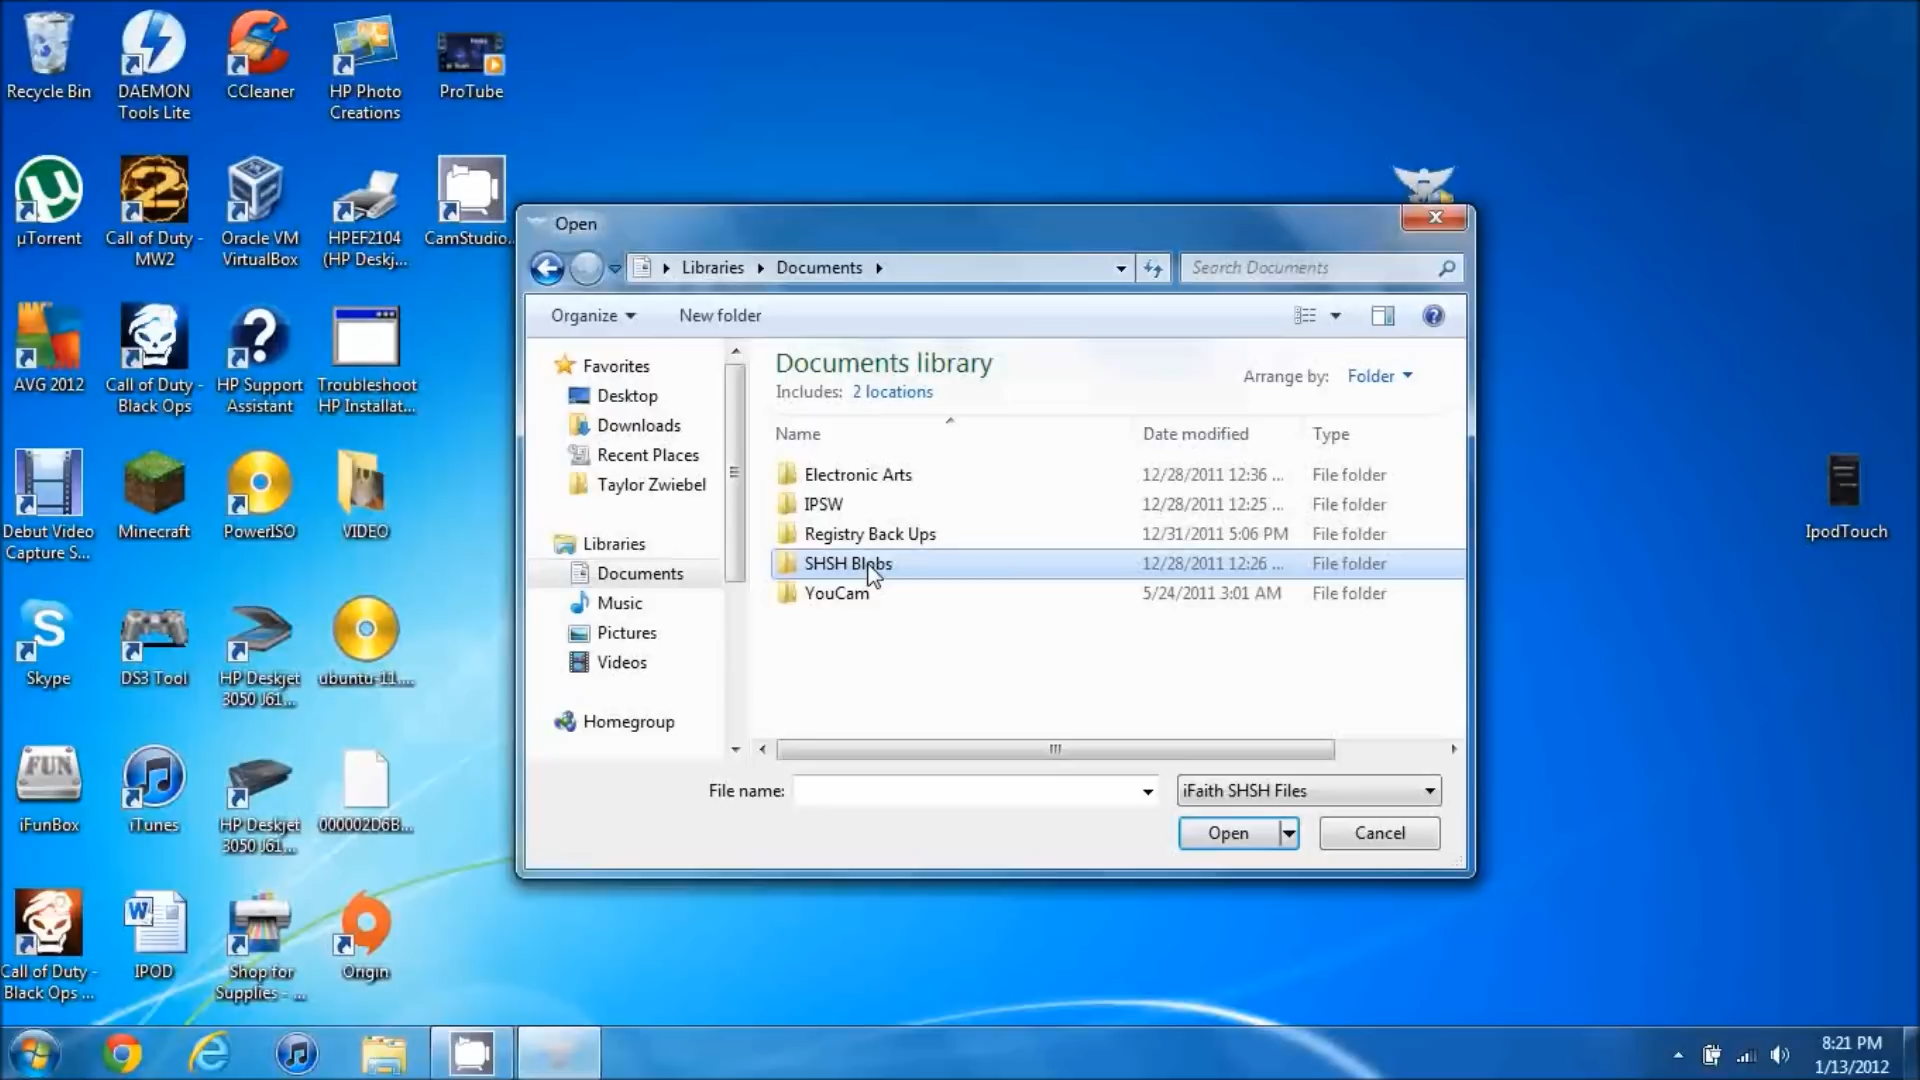 Recycle Bin
DAEMON
Tools Lite
CCleaner
HP Photo
Creations
ProTube
µTorrent
Call of Duty -
MW2
Oracle VM
VirtualBox
HPEF2104
(HP Deskj...
CamStudio...
AVG 2012
Call of Duty -
Black Ops
HP Support
Assistant
Troubleshoot
HP Installat...
Debut Video
Capture S...
Minecraft
PowerISO
VIDEO
Skype
DS3 Tool
HP Deskjet
3050 J61...
ubuntu-11....
FUN
iFunBox
iTunes
HP Deskjet
3050 J61...
000002D6B...
Call of Duty -
Black Ops ...
IPOD
Shop for
Supplies - ...
Origin
IpodTouch
Open
Libraries
Documents
Search Documents
Organize
New folder
Favorites
Desktop
Downloads
Recent Places
Taylor Zwiebel
Libraries
Documents
Music
Pictures
Videos
Homegroup
Documents library
Includes: 2 locations
Arrange by: Folder
Name Date modified Type
Electronic Arts 12/28/2011 12:36 ... File folder
IPSW 12/28/2011 12:25 ... File folder
Registry Back Ups 12/31/2011 5:06 PM File folder
SHSH Blobs 12/28/2011 12:26 ... File folder
YouCam 5/24/2011 3:01 AM File folder
File name:
iFaith SHSH Files
Open
Cancel
8:21 PM
1/13/2012